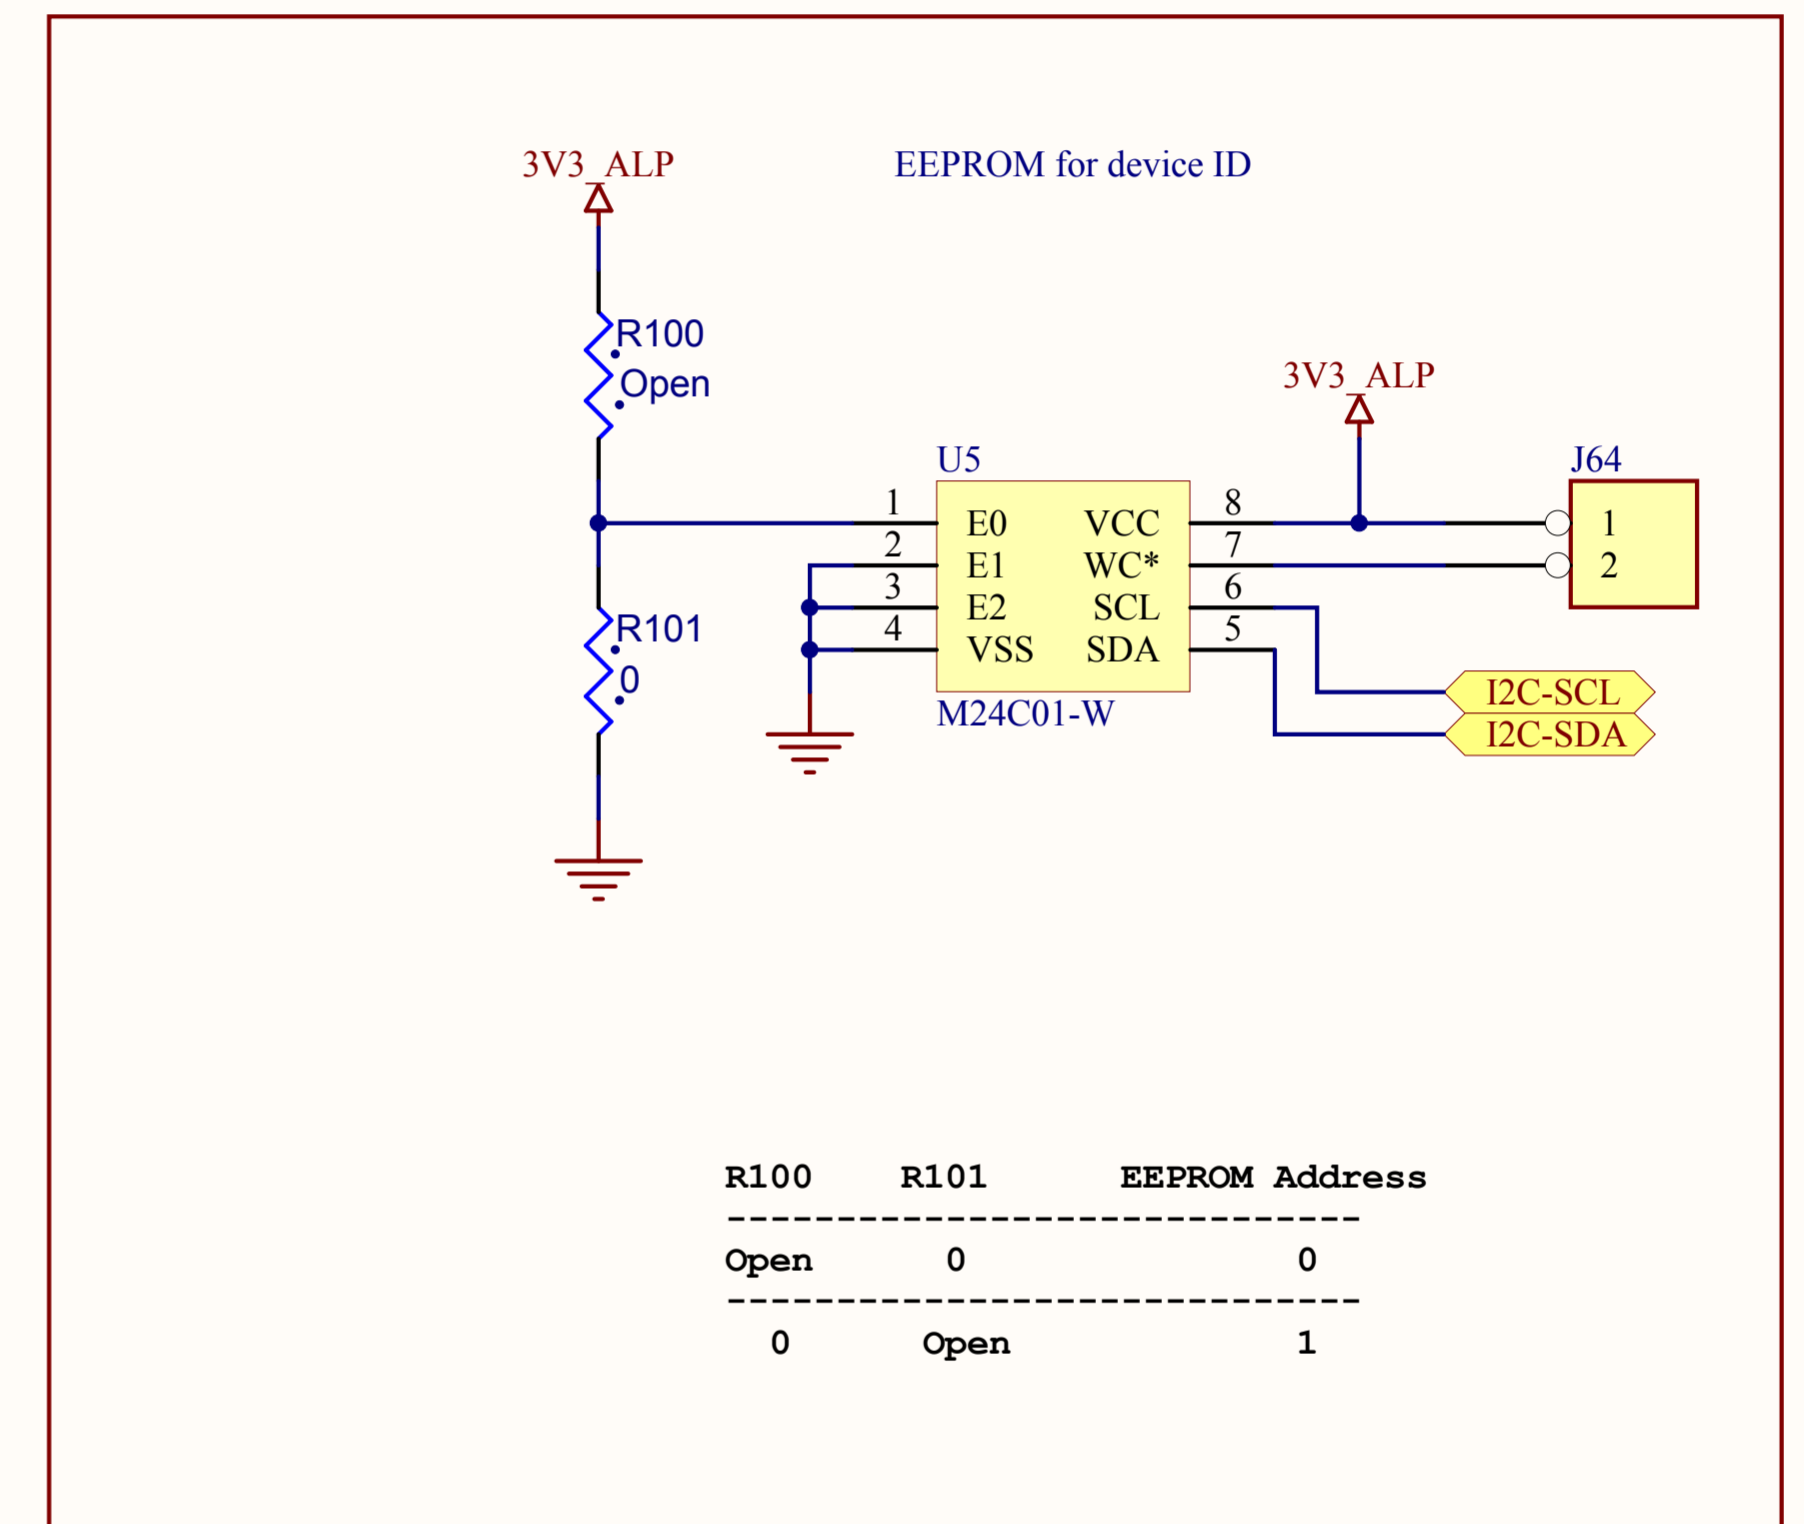 3V3_ALP
EEPROM for device ID
R100
Open
3V3_ALP
U5
J64
1
E0
VCC
8
1
2
E1
WC*
7
2
3
E2
SCL
6
4
VSS
SDA
5
R101
0
M24C01-W
I2C-SCL
I2C-SDA
R100 R101 EEPROM Address
-----------------------------
Open 0 0
-----------------------------
0 Open 1